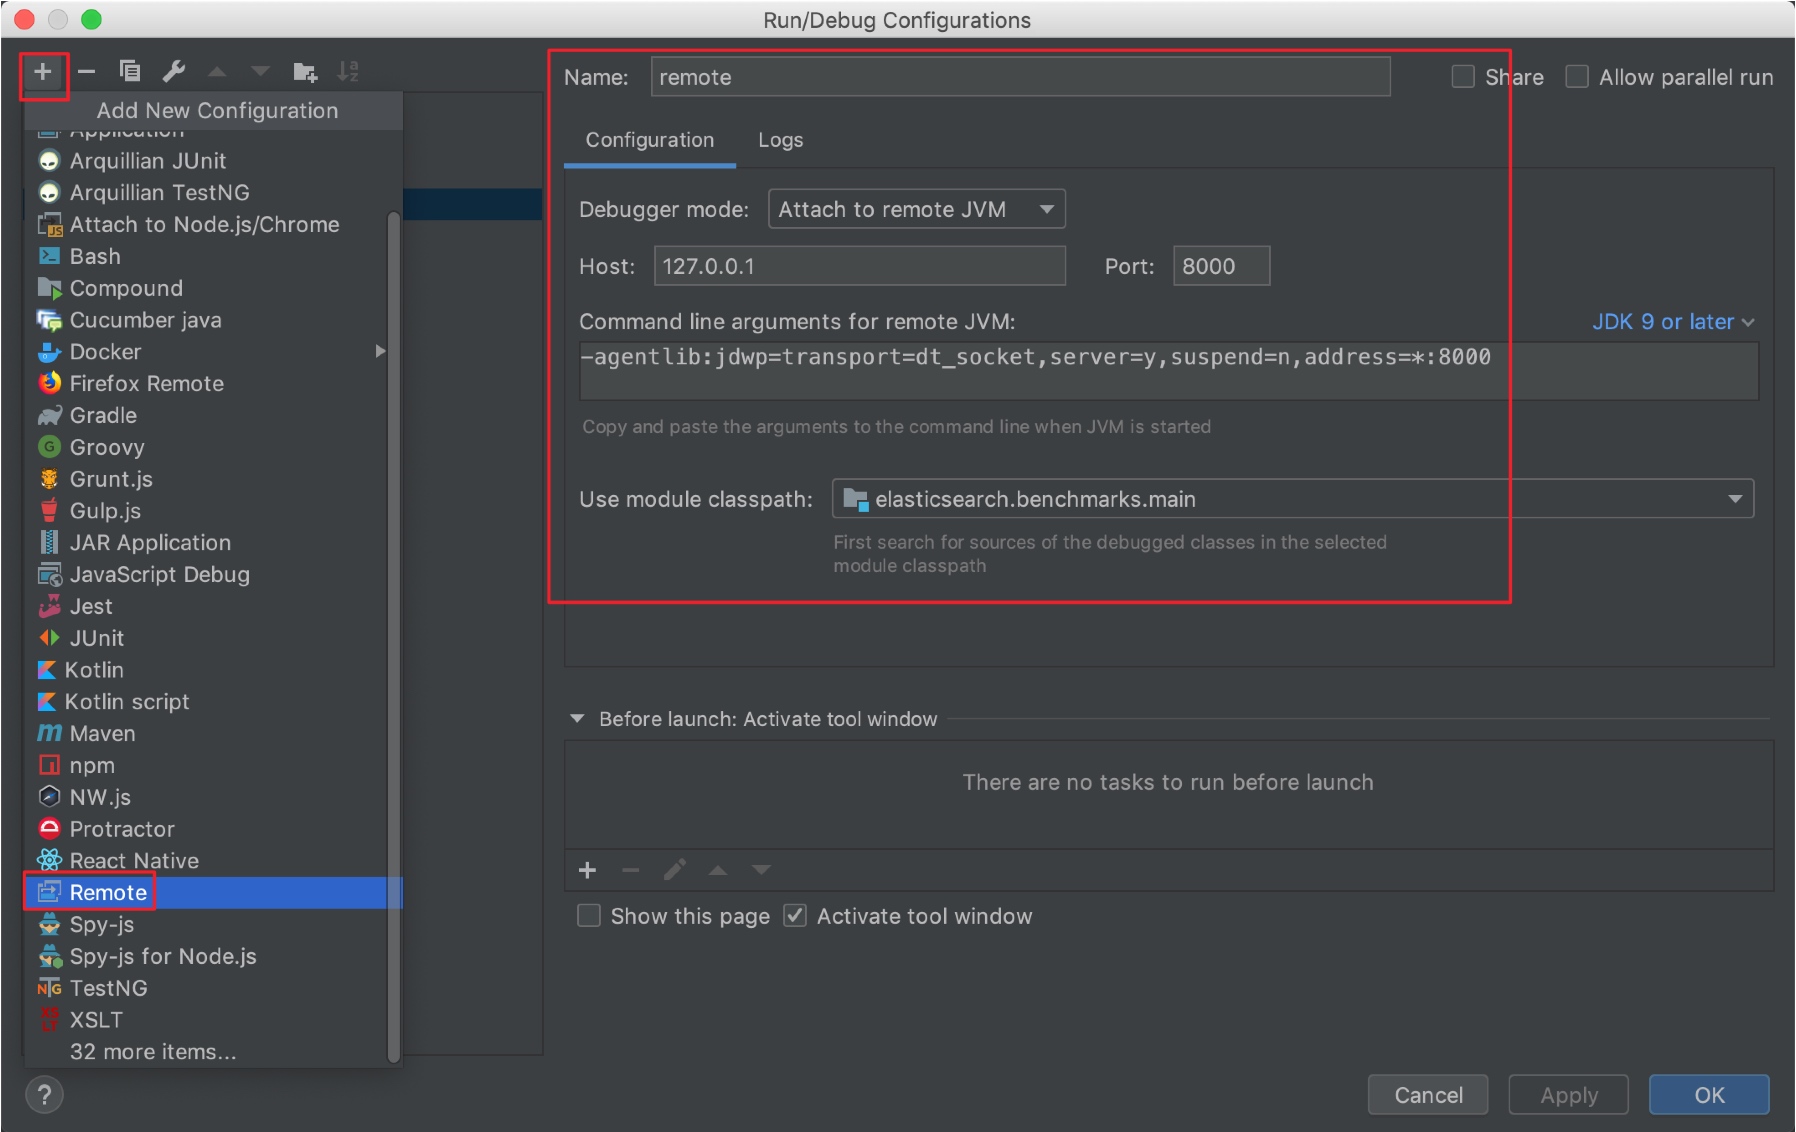 Run/Debug Configurations
Add New Configuration
Application
Arquillian JUnit
Arquillian TestNG
Attach to Node.js/Chrome
Bash
Compound
Cucumber java
Docker
Firefox Remote
Gradle
Groovy
Grunt.js
Gulp.js
JAR Application
JavaScript Debug
Jest
JUnit
Kotlin
Kotlin script
Maven
npm
NW.js
Protractor
React Native
Remote
Spy-js
Spy-js for Node.js
TestNG
XSLT
32 more items...
Name: remote
Share Allow parallel run
Configuration Logs
Debugger mode: Attach to remote JVM
Host: 127.0.0.1 Port: 8000
Command line arguments for remote JVM: JDK 9 or later
-agentlib:jdwp=transport=dt_socket,server=y,suspend=n,address=*:8000
Copy and paste the arguments to the command line when JVM is started
Use module classpath: elasticsearch.benchmarks.main
First search for sources of the debugged classes in the selected
module classpath
Before launch: Activate tool window
There are no tasks to run before launch
Show this page Activate tool window
? Cancel Apply OK